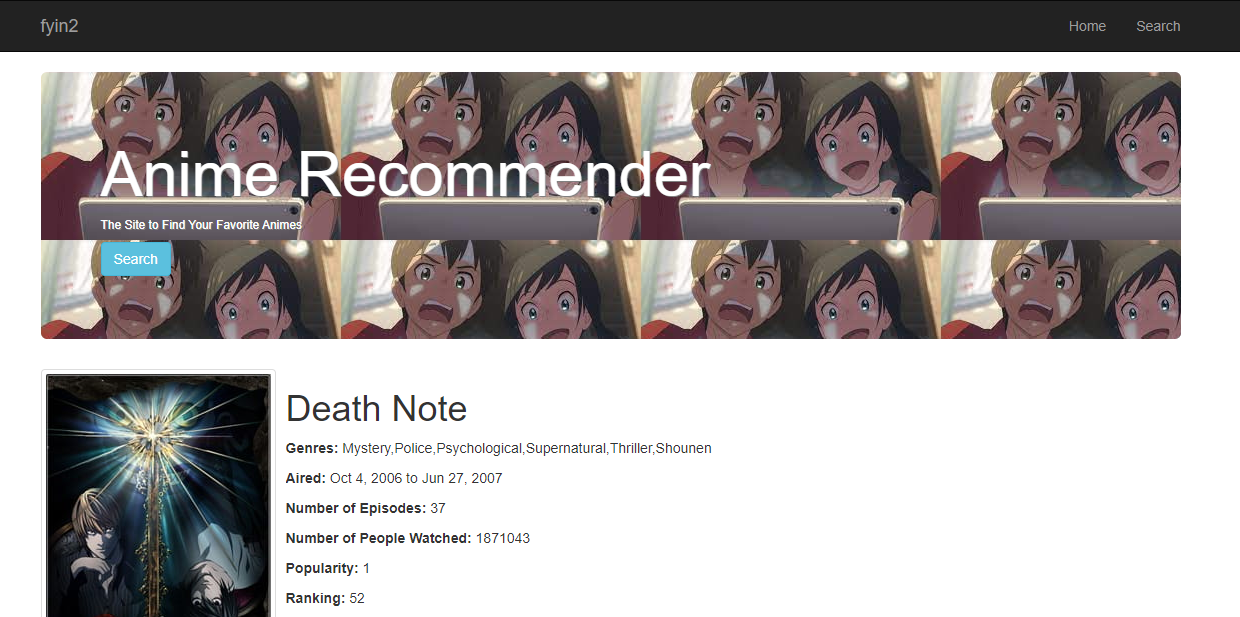 fyin2
Home
Search
Anime Recommender
The Site to Find Your Favorite Animes
Search
Death Note
Genres: Mystery,Police,Psychological,Supernatural,Thriller,Shounen
Aired: Oct 4, 2006 to Jun 27, 2007
Number of Episodes: 37
Number of People Watched: 1871043
Popularity: 1
Ranking: 52